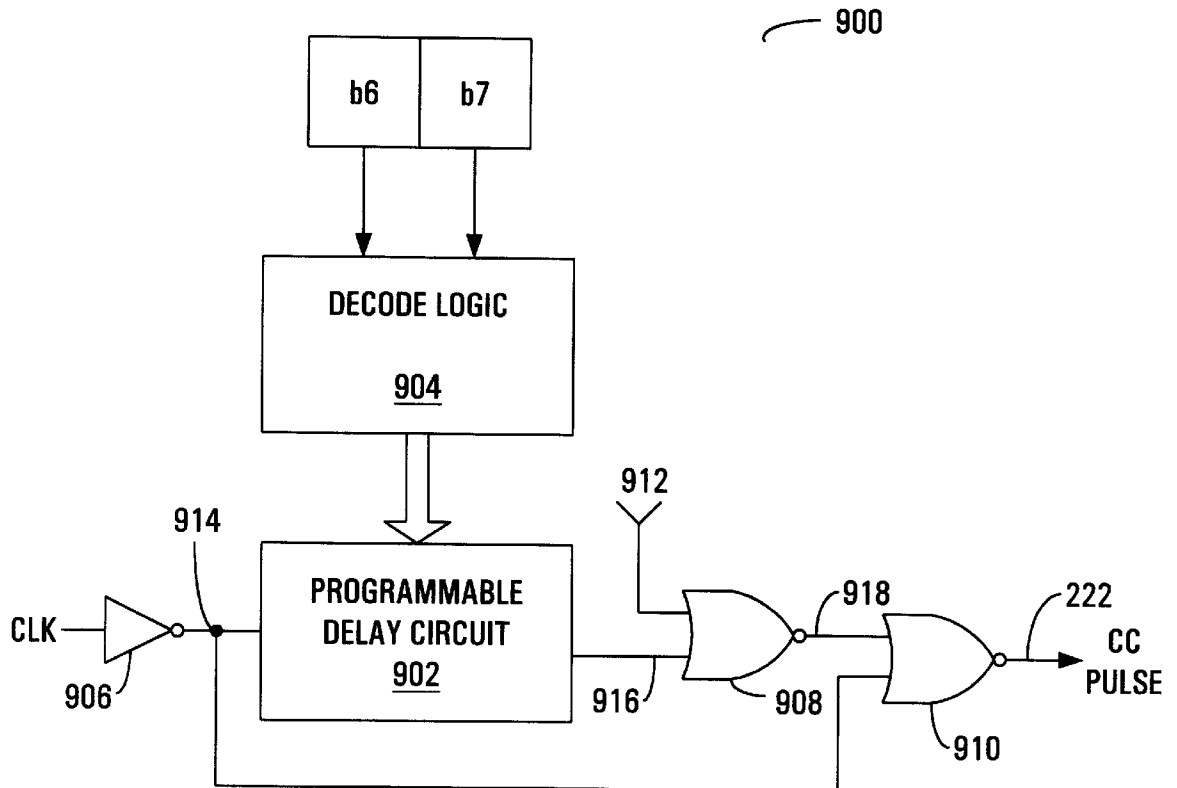 900
b6 b7
DECODE LOGIC
904
912
914
PROGRAMMABLE
DELAY CIRCUIT
902
CLK
906
916
918
908
222
CC
PULSE
910